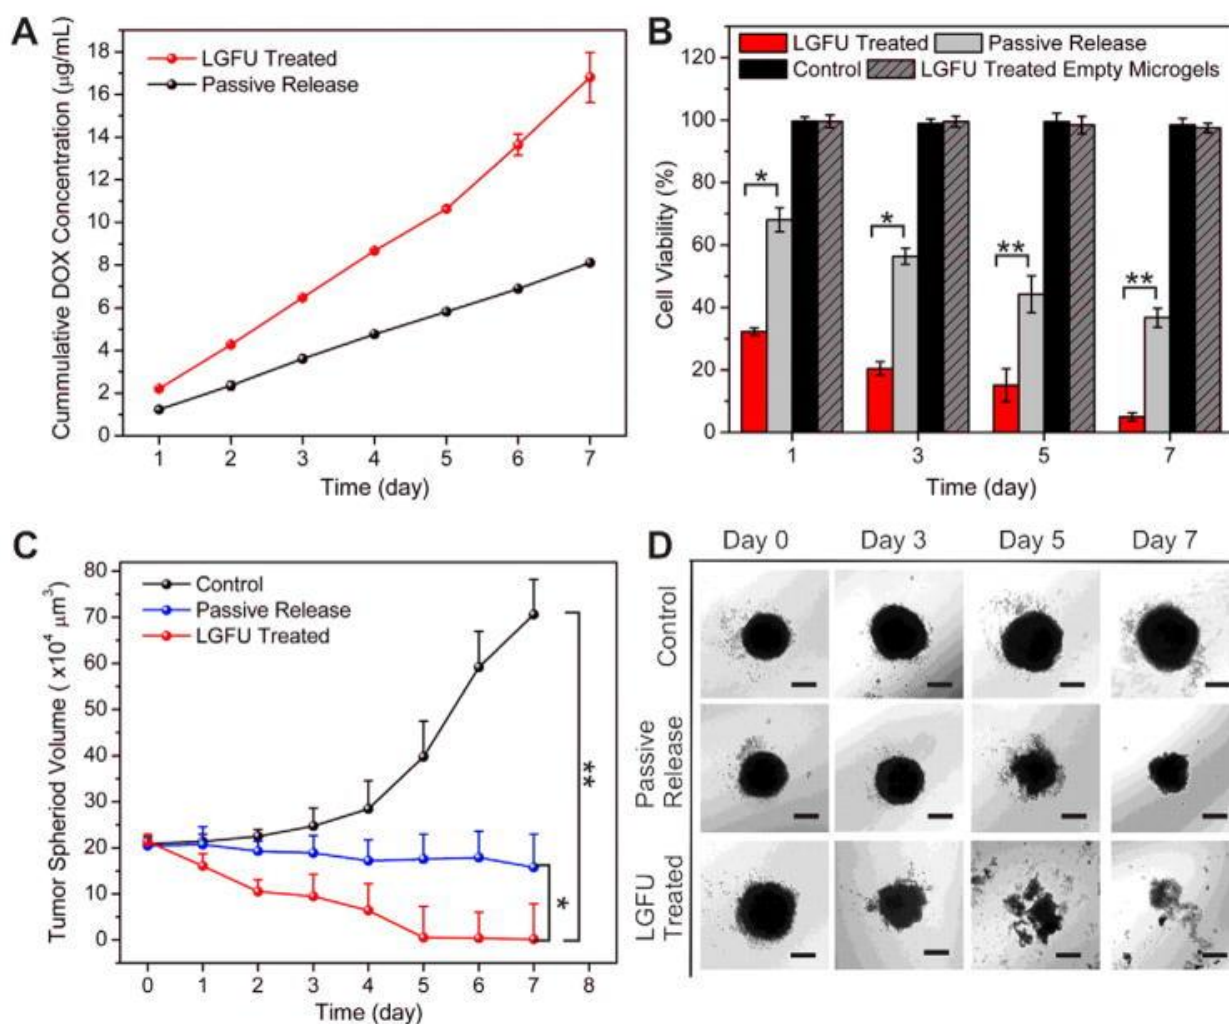 A
Cummulative DOX Concentration (µg/mL)
18
16
14
12
10
8
6
4
2
0
LGFU Treated
Passive Release
1 2 3 4 5 6 7
Time (day)
B
Cell Viability (%)
120
100
80
60
40
20
0
LGFU Treated Passive Release
Control LGFU Treated Empty Microgels
* * ** **
1 3 5 7
Time (day)
C
Tumor Spheriod Volume ( x10⁴ µm³)
80
70
60
50
40
30
20
10
0
Control
Passive Release
LGFU Treated
**
*
0 1 2 3 4 5 6 7 8
Time (day)
D
Day 0 Day 3 Day 5 Day 7
Control
Passive
Release
LGFU
Treated